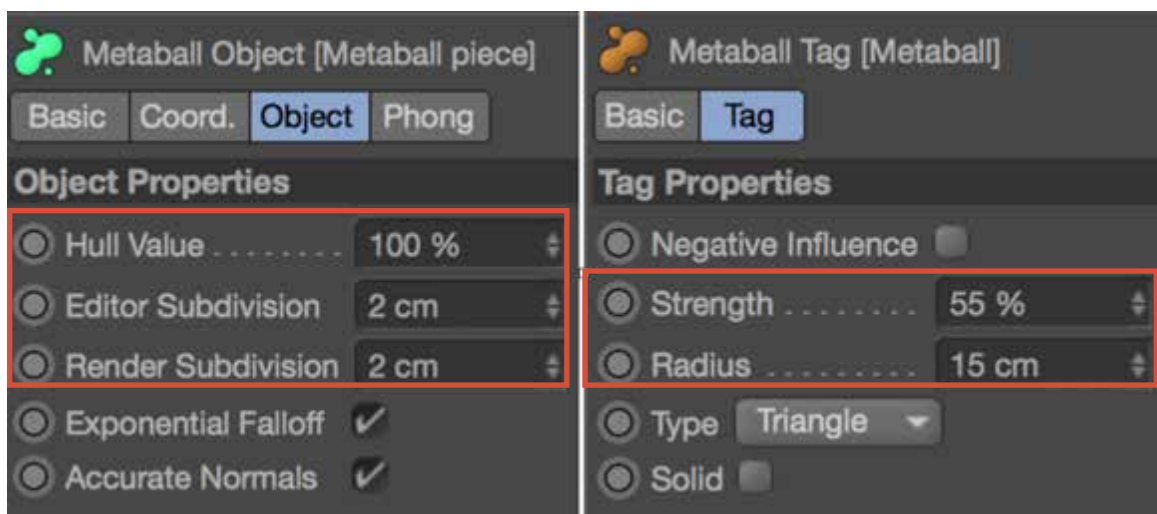 Metaball Object [Metaball piece]
Basic Coord. Object Phong
Object Properties
Hull Value . . . . . . . . 100 %
Editor Subdivision 2 cm
Render Subdivision 2 cm
Exponential Falloff
Accurate Normals
Metaball Tag [Metaball]
Basic Tag
Tag Properties
Negative Influence
Strength . . . . . . . . 55 %
Radius . . . . . . . . . 15 cm
Type Triangle
Solid